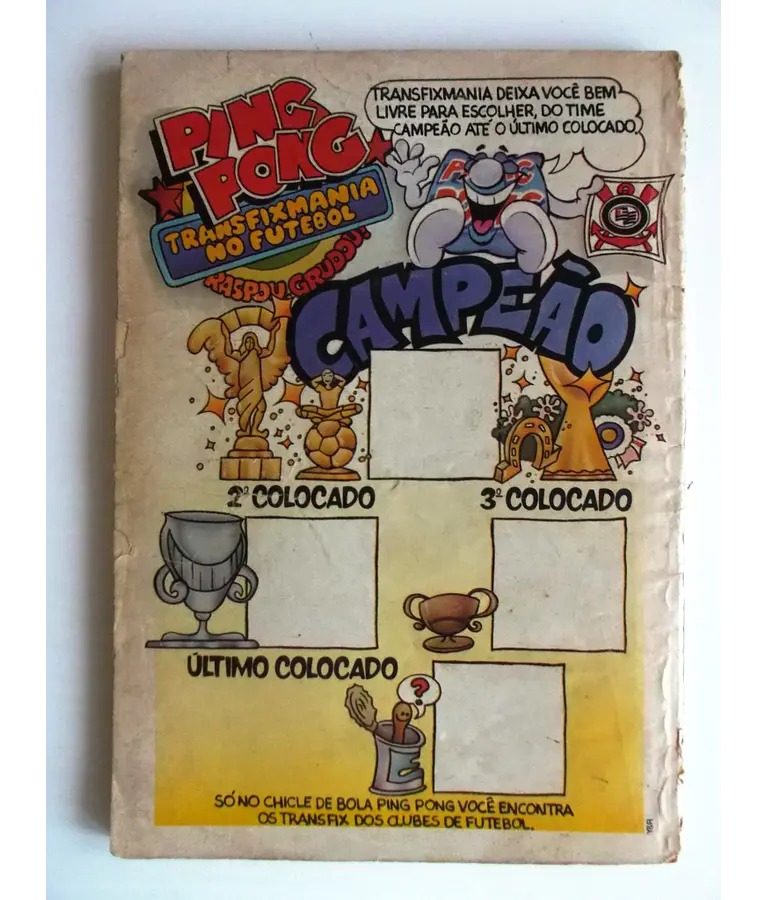 PING
PONG
TRANSFIXMANIA
NO FUTEBOL
RASPOU GRUDOU!
TRANSFIXMANIA DEIXA VOCÊ BEM
LIVRE PARA ESCOLHER, DO TIME
CAMPEÃO ATÉ O ÚLTIMO COLOCADO.
PONG
CAMPEÃO
2º COLOCADO
3º COLOCADO
ÚLTIMO COLOCADO
?
SÓ NO CHICLE DE BOLA PING PONG VOCÊ ENCONTRA
OS TRANSFIX DOS CLUBES DE FUTEBOL.